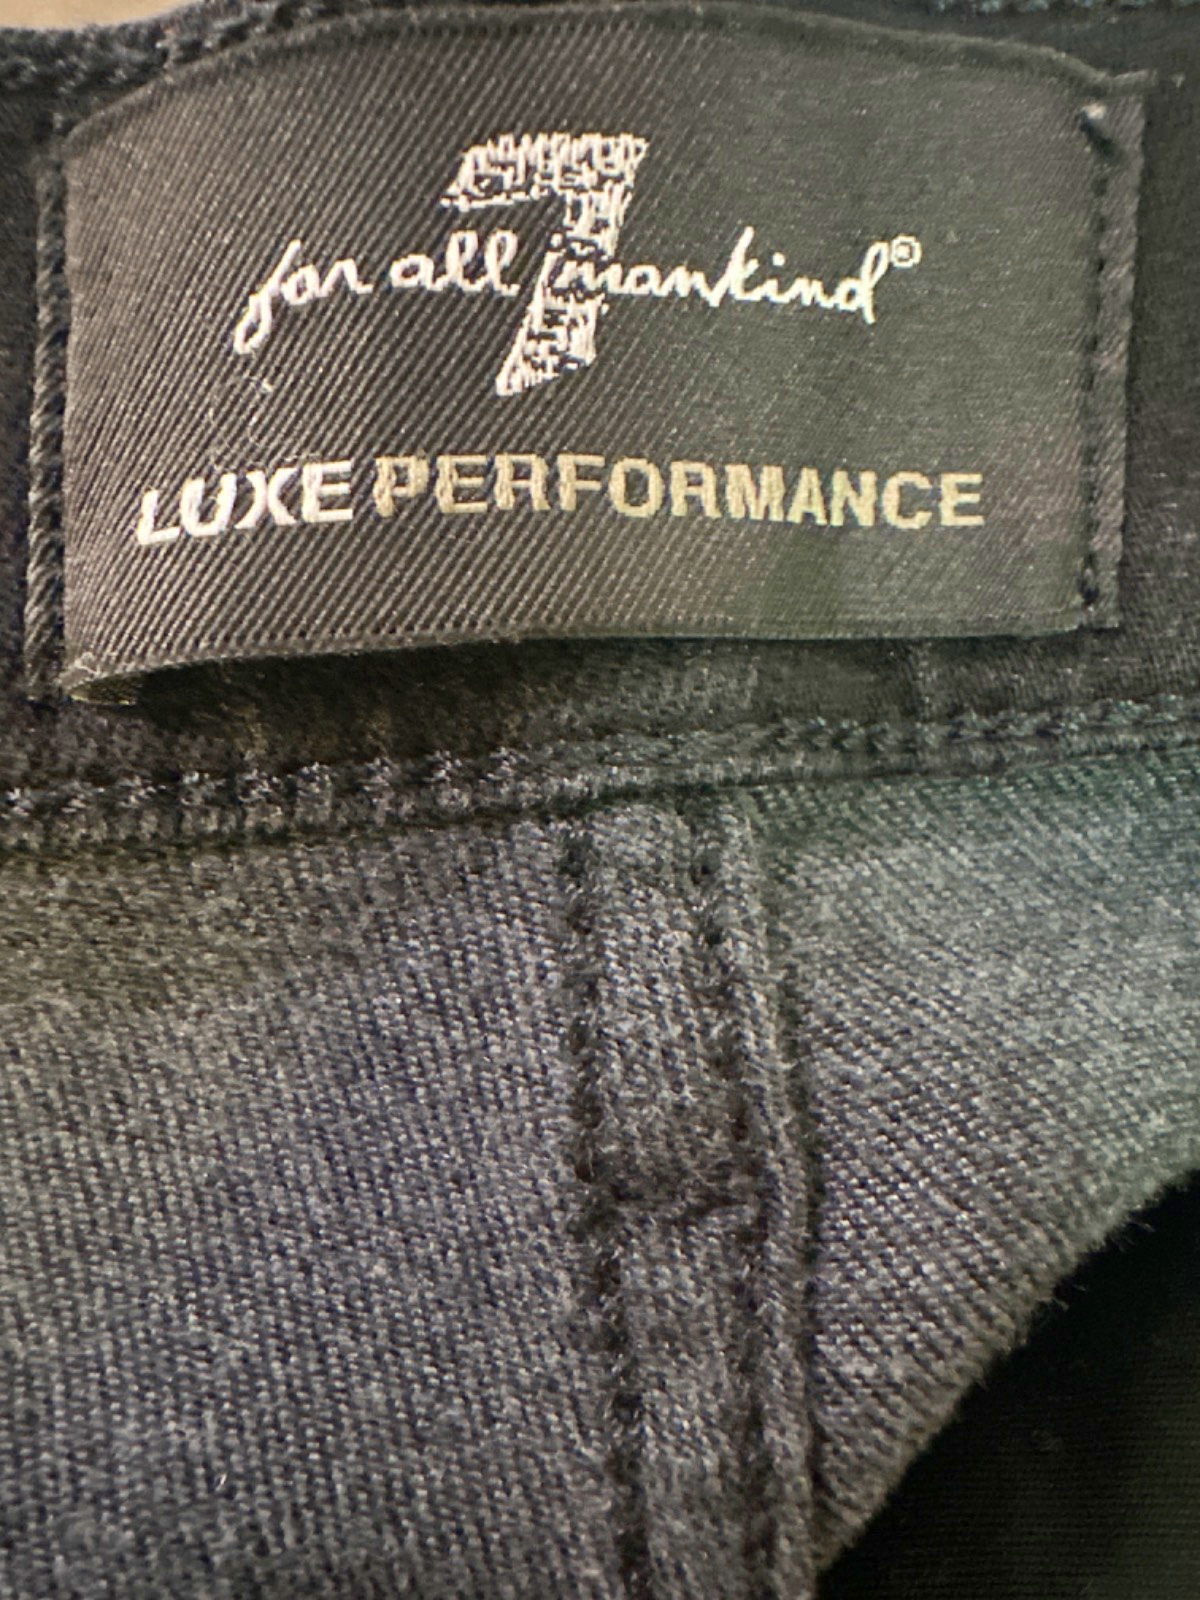 7
for all mankind®
LUXE PERFORMANCE